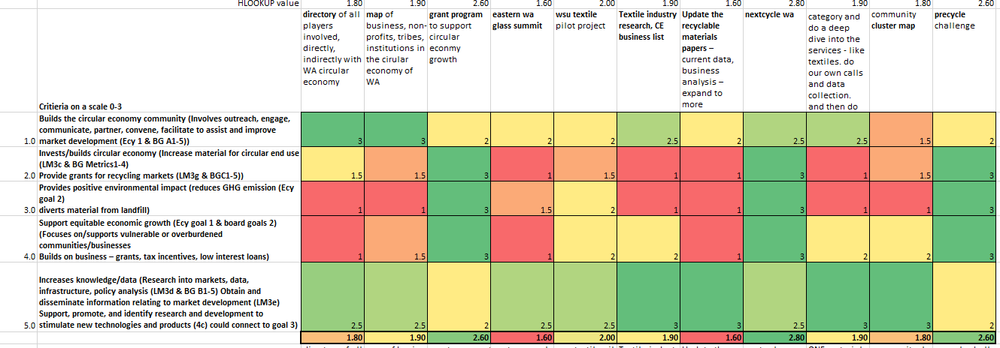 HLOOKUP value 1.80 1.90 2.60 1.60 2.00 1.90 1.60 2.80 1.90 1.80 2.60
directory of all players involved, directly, indirectly with WA circular economy
map of business, non-profits, tribes, institutions in the cirular economy of WA
grant program to support circular econmy growth
eastern wa glass summit
wsu textile pilot project
Textile industry research, CE business list
Update the recyclable materials papers – current data, business analysis – expand to more
nextcycle wa
category and do a deep dive into the services - like textiles. do our own calls and data collection. and then do
community cluster map
precycle challenge
Critieria on a scale 0-3
Builds the circular economy community (Involves outreach, engage,
communicate, partner, convene, facilitate to assist and improve
1.0 market development (Ecy 1 & BG A1-5)) 3 3 2 2 2 2.5 2 2.5 2.5 1.5 2
Invests/builds circular economy (Increase material for circular end use
(LM3c & BG Metrics1-4)
2.0 Provide grants for recycling markets (LM3g & BGC1-5)) 1.5 1.5 3 1 1.5 1 1 3 1 1.5 3
Provides positive environmental impact (reduces GHG emission (Ecy
goal 2)
3.0 diverts material from landfill) 1 1 3 1.5 2 1 1 3 1 1 3
Support equitable economic growth (Ecy goal 1 & board goals 2)
(Focuses on/supports vulnerable or overburdened
communities/businesses
4.0 Builds on business – grants, tax incentives, low interest loans) 1 1.5 3 1 2 2 1 3 2 2 3
Increases knowledge/data (Research into markets, data,
infrastructure, policy analysis (LM3d & BG B1-5) Obtain and
disseminate information relating to market development (LM3e)
Support, promote, and identify research and development to
5.0 stimulate new technologies and products (4c) could connect to goal 3) 2.5 2.5 2 2.5 2.5 3 3 2.5 3 3 2
1.80 1.90 2.60 1.60 2.00 1.90 1.60 2.80 1.90 1.80 2.60